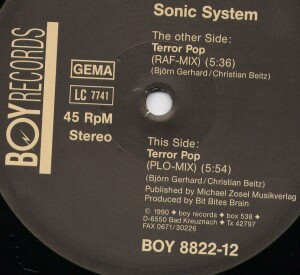 Sonic System
The other Side:
Terror Pop
(RAF-MIX) (5:36)
(Björn Gerhard/Christian Beitz)
BOY RECORDS
GEMA
LC 7741
45 RpM
Stereo
This Side:
Terror Pop
(PLO-MIX) (5:54)
(Björn Gerhard/Christian Beitz)
Published by Michael Zosel Musikverlag
Produced by Bit Bites Brain
© 1990 ✦ boy records ✦ box 538 ✦
D-6550 Bad Kreuznach ✦ Tx 42797
FAX 0671/30226
BOY 8822-12